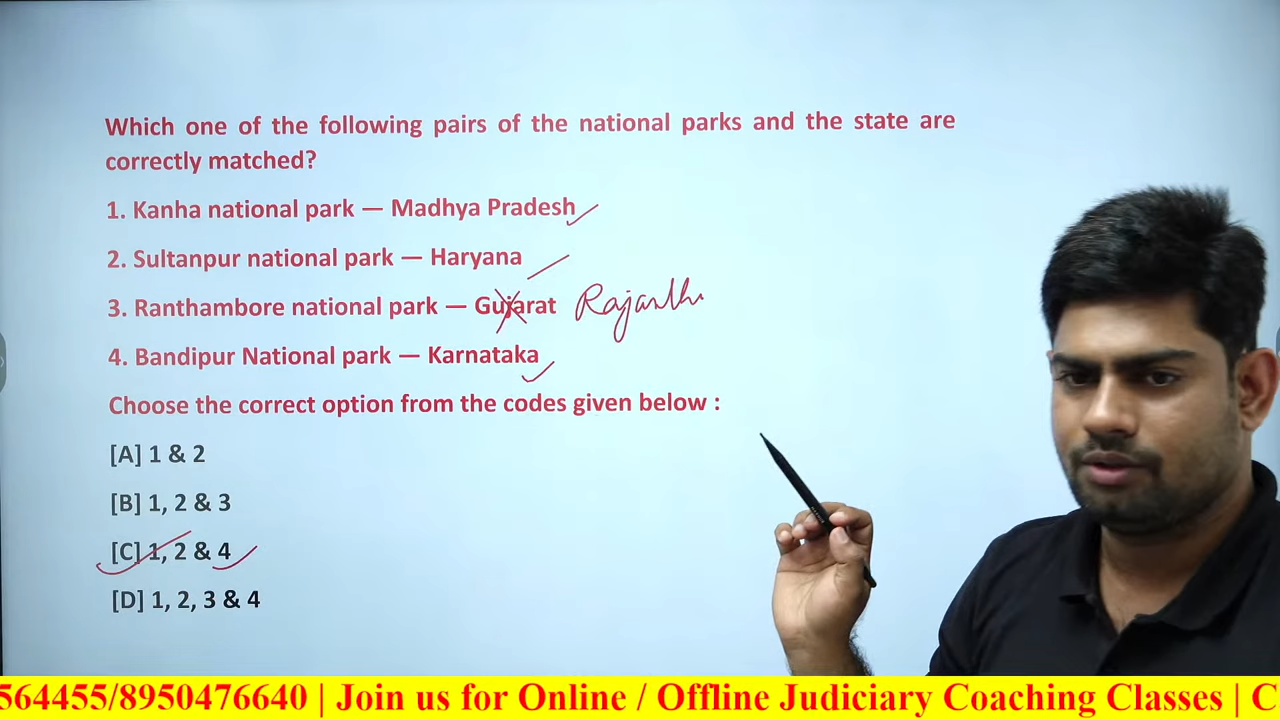 Which one of the following pairs of the national parks and the state are
correctly matched?
1. Kanha national park — Madhya Pradesh
2. Sultanpur national park — Haryana
3. Ranthambore national park — Gujarat Rajasthn
4. Bandipur National park — Karnataka
Choose the correct option from the codes given below :
[A] 1 & 2
[B] 1, 2 & 3
[C] 1, 2 & 4
[D] 1, 2, 3 & 4
564455/8950476640 | Join us for Online / Offline Judiciary Coaching Classes | C